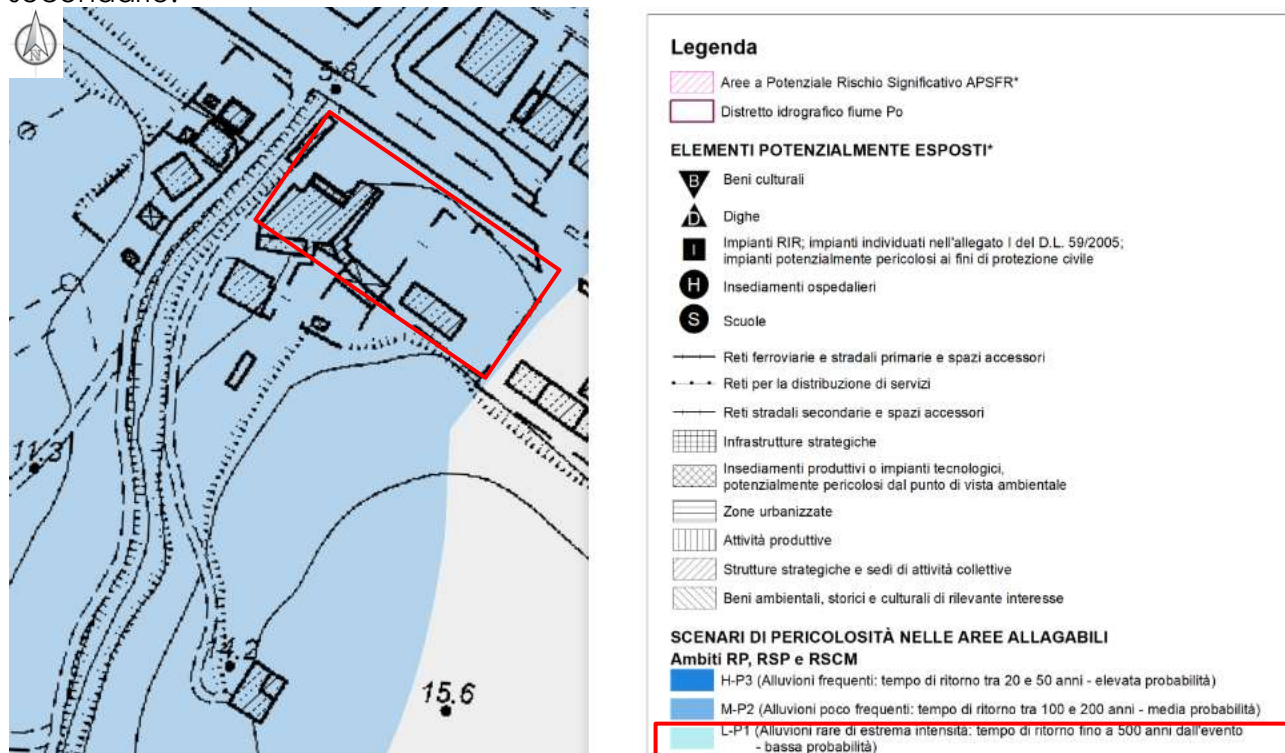 secondario.
N
5.6
11.3
14.2
15.6
Legenda
Aree a Potenziale Rischio Significativo APSFR*
Distretto idrografico fiume Po
ELEMENTI POTENZIALMENTE ESPOSTI*
B Beni culturali
D Dighe
I Impianti RIR; impianti individuati nell'allegato I del D.L. 59/2005;
impianti potenzialmente pericolosi ai fini di protezione civile
H Insediamenti ospedalieri
S Scuole
Reti ferroviarie e stradali primarie e spazi accessori
Reti per la distribuzione di servizi
Reti stradali secondarie e spazi accessori
Infrastrutture strategiche
Insediamenti produttivi o impianti tecnologici,
potenzialmente pericolosi dal punto di vista ambientale
Zone urbanizzate
Attività produttive
Strutture strategiche e sedi di attività collettive
Beni ambientali, storici e culturali di rilevante interesse
SCENARI DI PERICOLOSITÀ NELLE AREE ALLAGABILI
Ambiti RP, RSP e RSCM
H-P3 (Alluvioni frequenti: tempo di ritorno tra 20 e 50 anni - elevata probabilità)
M-P2 (Alluvioni poco frequenti: tempo di ritorno tra 100 e 200 anni - media probabilità)
L-P1 (Alluvioni rare di estrema intensità: tempo di ritorno fino a 500 anni dall'evento
- bassa probabilità)